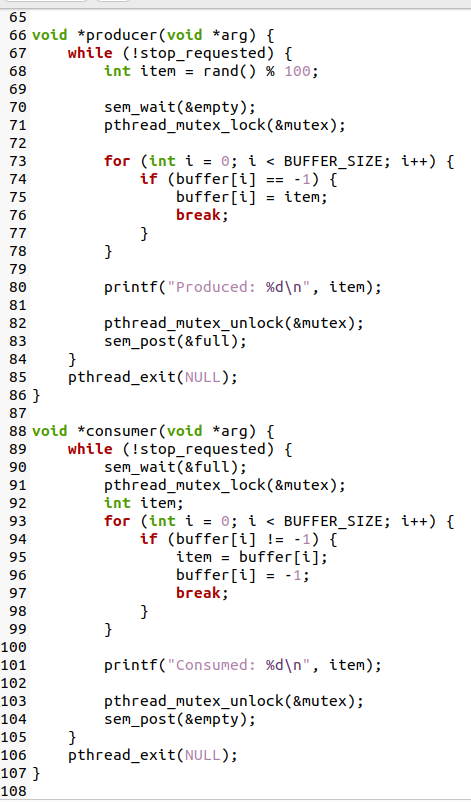 65
66 void *producer(void *arg) {
67     while (!stop_requested) {
68         int item = rand() % 100;
69
70         sem_wait(&empty);
71         pthread_mutex_lock(&mutex);
72
73         for (int i = 0; i < BUFFER_SIZE; i++) {
74             if (buffer[i] == -1) {
75                 buffer[i] = item;
76                 break;
77             }
78         }
79
80         printf("Produced: %d\n", item);
81
82         pthread_mutex_unlock(&mutex);
83         sem_post(&full);
84     }
85     pthread_exit(NULL);
86 }
87
88 void *consumer(void *arg) {
89     while (!stop_requested) {
90         sem_wait(&full);
91         pthread_mutex_lock(&mutex);
92         int item;
93         for (int i = 0; i < BUFFER_SIZE; i++) {
94             if (buffer[i] != -1) {
95                 item = buffer[i];
96                 buffer[i] = -1;
97                 break;
98             }
99         }
100
101         printf("Consumed: %d\n", item);
102
103         pthread_mutex_unlock(&mutex);
104         sem_post(&empty);
105     }
106     pthread_exit(NULL);
107 }
108